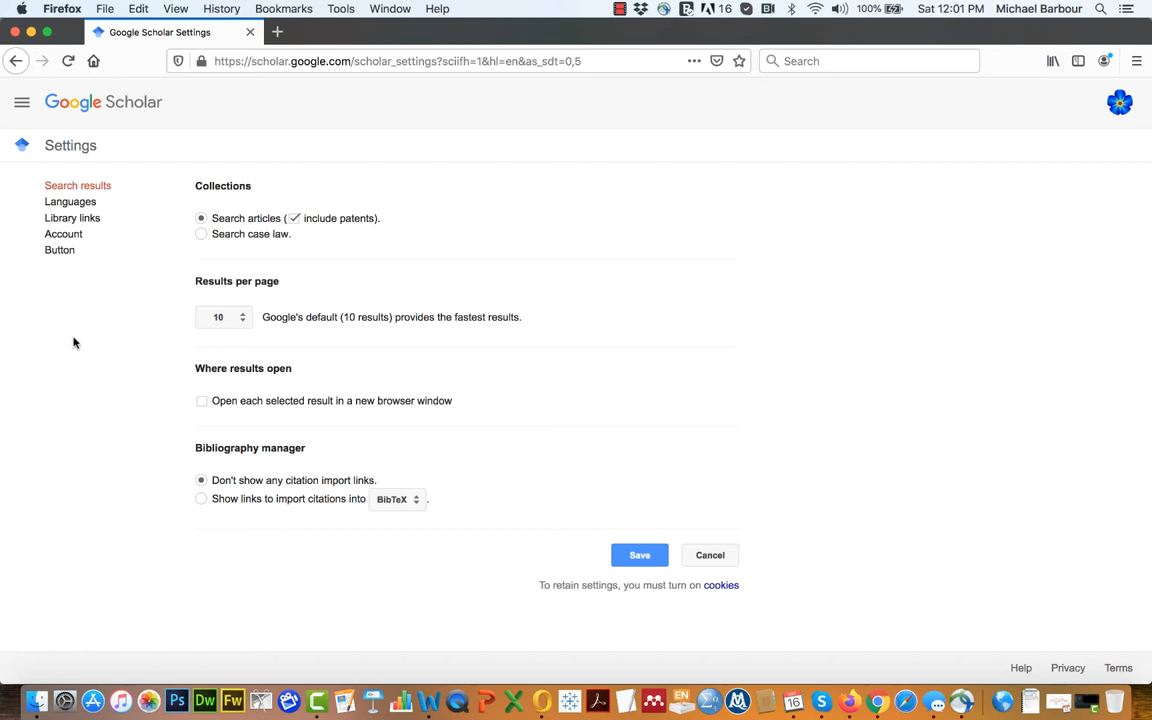 Firefox File Edit View History Bookmarks Tools Window Help 16 100% Sat 12:01 PM Michael Barbour
Google Scholar Settings
https://scholar.google.com/scholar_settings?sciifh=1&hl=en&as_sdt=0,5 Search
Google Scholar
Settings
Search results
Languages
Library links
Account
Button
Collections
Search articles ( include patents).
Search case law.
Results per page
10 Google's default (10 results) provides the fastest results.
Where results open
Open each selected result in a new browser window
Bibliography manager
Don't show any citation import links.
Show links to import citations into BibTeX .
Save Cancel
To retain settings, you must turn on cookies
Help Privacy Terms
Ps Dw Fw EN 16